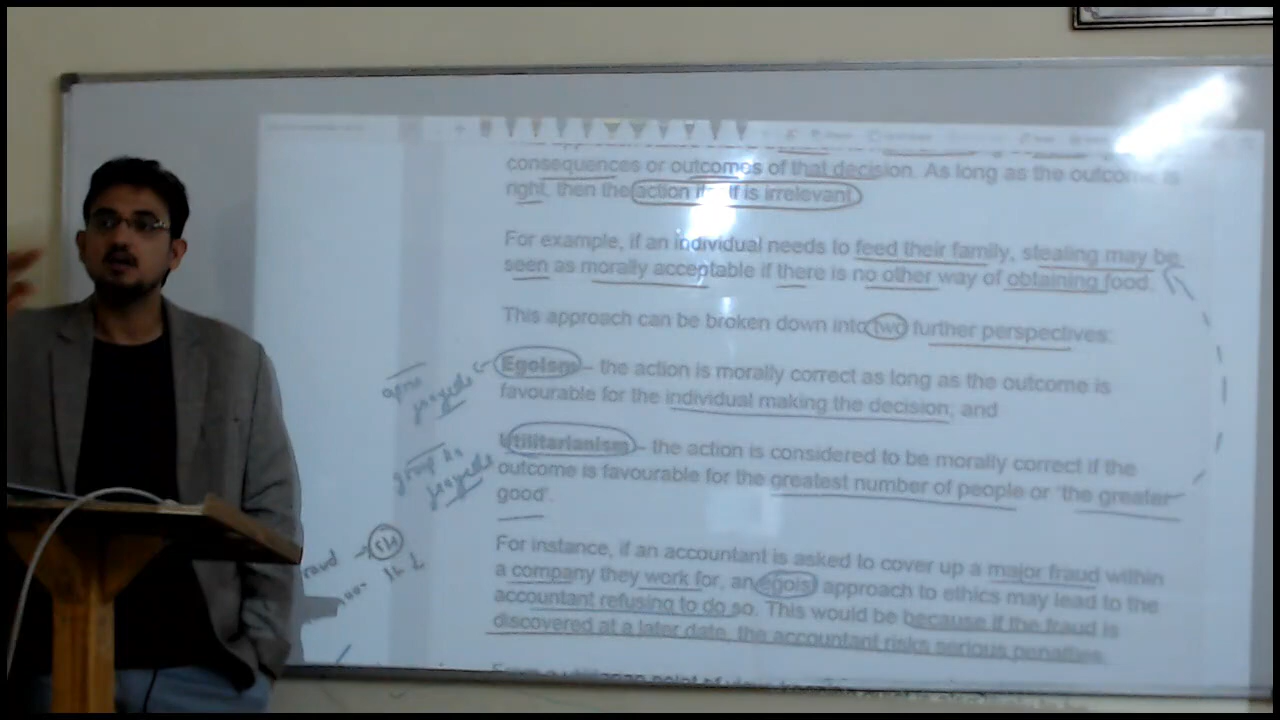 consequences or outcomes of that decision. As long as the outcome is
right, then the action itself is irrelevant.
For example, if an individual needs to feed their family, stealing may be
seen as morally acceptable if there is no other way of obtaining food.
This approach can be broken down into two further perspectives:
Egoism – the action is morally correct as long as the outcome is
favourable for the individual making the decision; and
Utilitarianism – the action is considered to be morally correct if the
outcome is favourable for the greatest number of people or 'the greater
good'.
For instance, if an accountant is asked to cover up a major fraud within
a company they work for, an egoist approach to ethics may lead to the
accountant refusing to do so. This would be because if the fraud is
discovered at a later date, the accountant risks serious penalties.
point of view
group ka